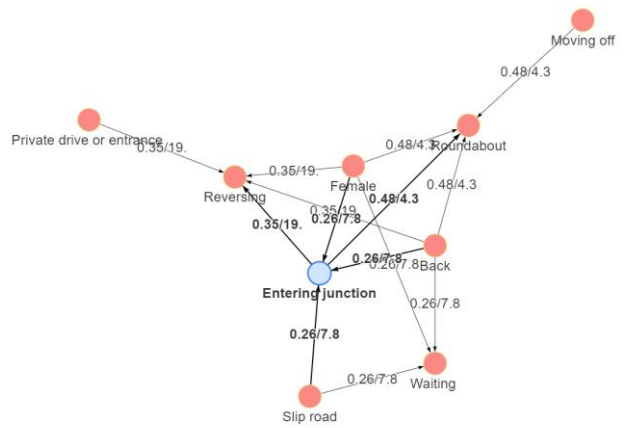 Moving off
0.48/4.3
Private drive or entrance
0.35/19.
0.48/4.3
Roundabout
0.35/19.
Female
Reversing
0.48/4.3
0.48/4.3
0.35/19.
0.26/7.8
0.35/19.
0.26/7.8
0.26/7.8
Back
Entering junction
0.26/7.8
0.26/7.8
0.26/7.8
Waiting
Slip road